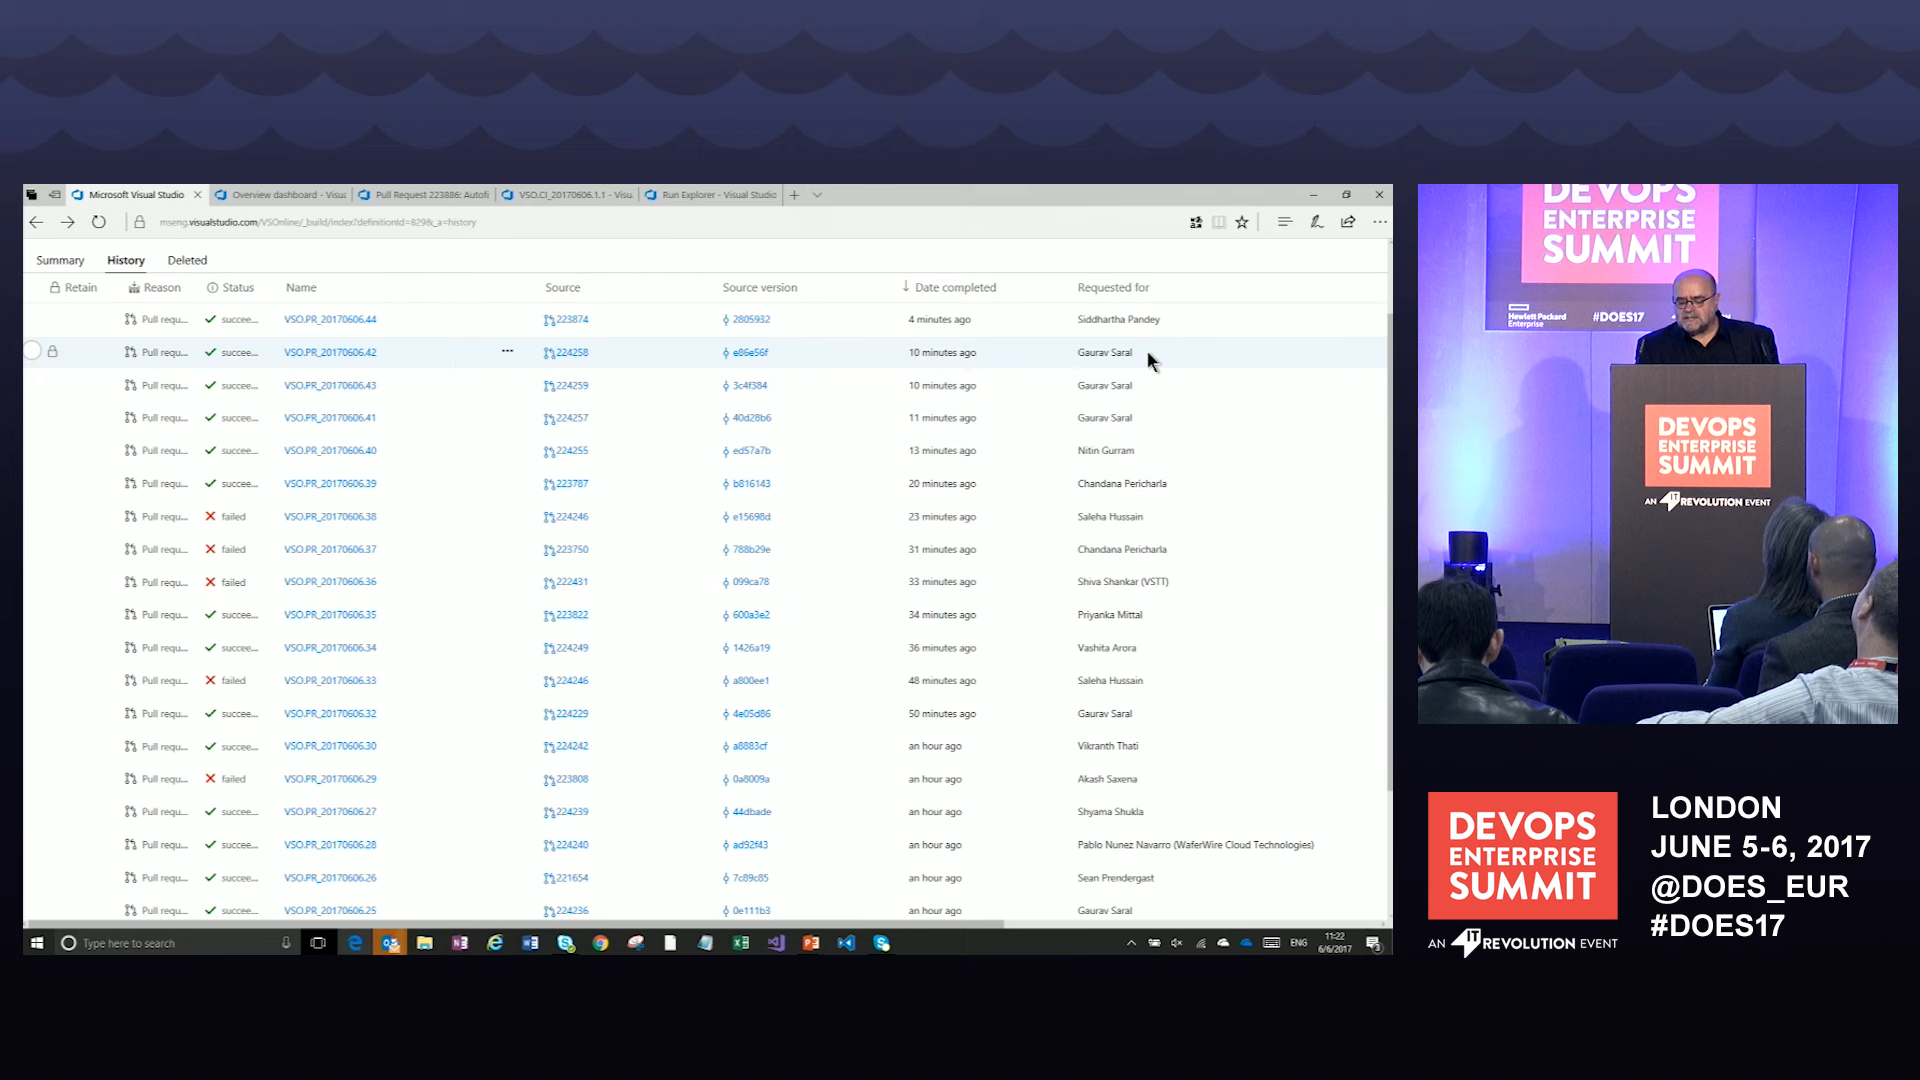 Microsoft Visual Studio
Overview dashboard - Visua
Pull Request 223886: Autofi
VSO.CI_20170606.1.1 - Visu
Run Explorer - Visual Studio
mseng.visualstudio.com/VSOnline/_build/index?definitionId=829&_a=history
Summary History Deleted
Retain Reason Status Name Source Source version Date completed Requested for
Pull requ... succee... VSO.PR_20170606.44 223874 2805932 4 minutes ago Siddhartha Pandey
Pull requ... succee... VSO.PR_20170606.42 ... 224258 e86e56f 10 minutes ago Gaurav Saral
Pull requ... succee... VSO.PR_20170606.43 224259 3c4f384 10 minutes ago Gaurav Saral
Pull requ... succee... VSO.PR_20170606.41 224257 40d28b6 11 minutes ago Gaurav Saral
Pull requ... succee... VSO.PR_20170606.40 224255 ed57a7b 13 minutes ago Nitin Gurram
Pull requ... succee... VSO.PR_20170606.39 223787 b816143 20 minutes ago Chandana Pericharla
Pull requ... failed VSO.PR_20170606.38 224246 e15698d 23 minutes ago Saleha Hussain
Pull requ... failed VSO.PR_20170606.37 223750 788b29e 31 minutes ago Chandana Pericharla
Pull requ... failed VSO.PR_20170606.36 222431 099ca78 33 minutes ago Shiva Shankar (VSTT)
Pull requ... succee... VSO.PR_20170606.35 223822 600a3e2 34 minutes ago Priyanka Mittal
Pull requ... succee... VSO.PR_20170606.34 224249 1426a19 36 minutes ago Vashita Arora
Pull requ... failed VSO.PR_20170606.33 224246 a800ee1 48 minutes ago Saleha Hussain
Pull requ... succee... VSO.PR_20170606.32 224229 4e05d86 50 minutes ago Gaurav Saral
Pull requ... succee... VSO.PR_20170606.30 224242 a8883cf an hour ago Vikranth Thati
Pull requ... failed VSO.PR_20170606.29 223808 0a8009a an hour ago Akash Saxena
Pull requ... succee... VSO.PR_20170606.27 224239 44dbade an hour ago Shyama Shukla
Pull requ... succee... VSO.PR_20170606.28 224240 ad92f43 an hour ago Pablo Nunez Navarro (WaferWire Cloud Technologies)
Pull requ... succee... VSO.PR_20170606.26 221654 7c89c85 an hour ago Sean Prendergast
Pull requ... succee... VSO.PR_20170606.25 224236 0e111b3 an hour ago Gaurav Saral
Type here to search
ENG
11:22
6/6/2017
DEVOPS
ENTERPRISE
SUMMIT
Hewlett Packard
Enterprise
#DOES17
DEVOPS
ENTERPRISE
SUMMIT
AN IT REVOLUTION EVENT
DEVOPS
ENTERPRISE
SUMMIT
AN IT REVOLUTION EVENT
LONDON
JUNE 5-6, 2017
@DOES_EUR
#DOES17